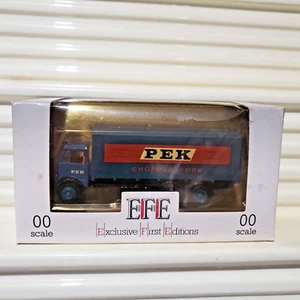 PEK
CHOPPED PORK
PEK
00
scale
EFE
Exclusive First Editions
00
scale